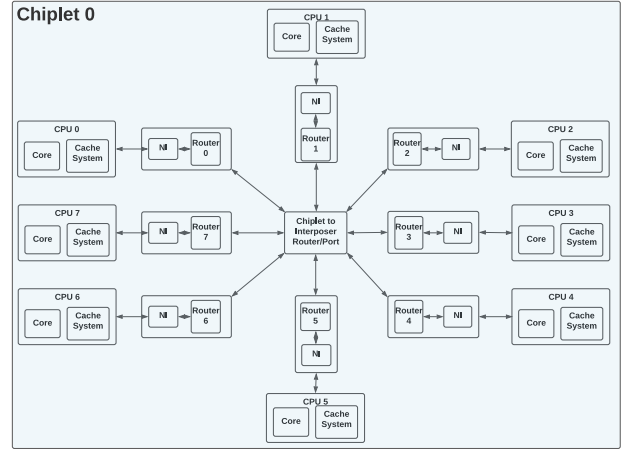 Chiplet 0
CPU 1
Core
Cache
System
NI
Router
1
CPU 0
Core
Cache
System
NI
Router
0
Router
2
NI
CPU 2
Core
Cache
System
CPU 7
Core
Cache
System
NI
Router
7
Chiplet to
Interposer
Router/Port
Router
3
NI
CPU 3
Core
Cache
System
CPU 6
Core
Cache
System
NI
Router
6
Router
5
NI
Router
4
NI
CPU 4
Core
Cache
System
CPU 5
Core
Cache
System